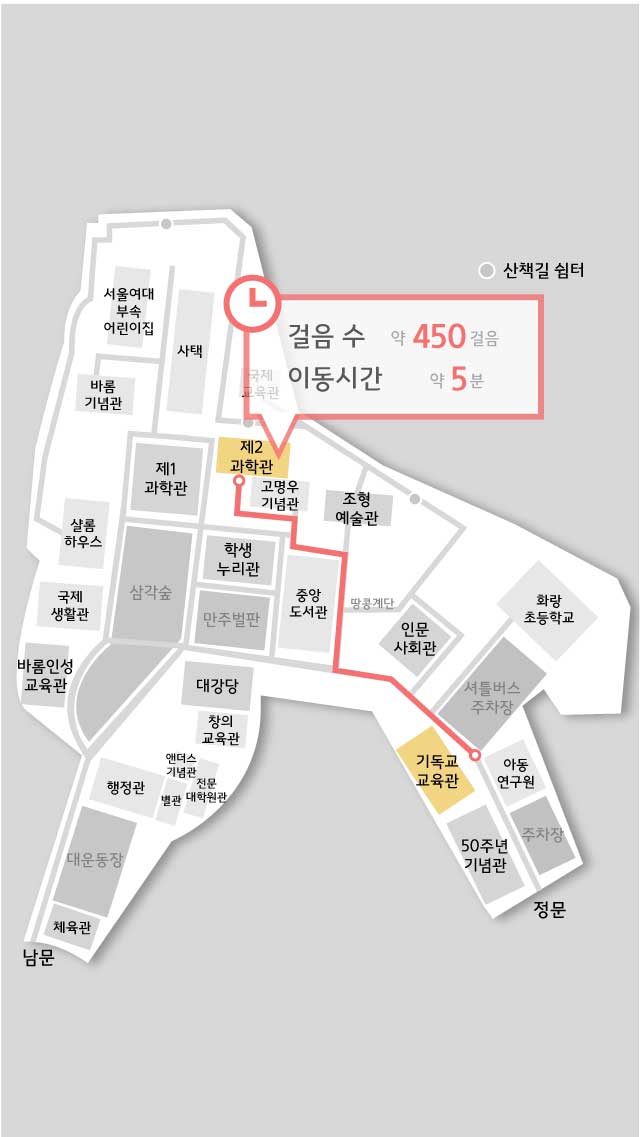 산책길 쉼터
서울여대
부속
어린이집
사택
걸음 수 약 450 걸음
이동시간 약 5 분
국제
교육관
바롬
기념관
제2
과학관
제1
과학관
고명우
기념관
조형
예술관
샬롬
하우스
학생
누리관
삼각숲
중앙
도서관
땅콩계단
국제
생활관
만주벌판
화랑
초등학교
인문
사회관
바롬인성
교육관
대강당
셔틀버스
주차장
창의
교육관
앤더스
기념관
전문
대학원관
별관
행정관
기독교
교육관
아동
연구원
주차장
대운동장
50주년
기념관
정문
체육관
남문